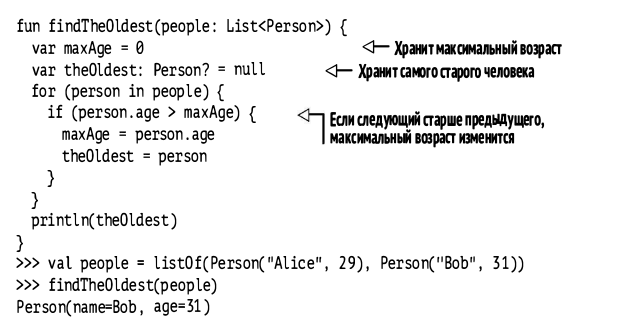 fun findTheOldest(people: List<Person>) {
var maxAge = 0
Хранит максимальный возраст
var theOldest: Person? = null
Хранит самого старого человека
for (person in people) {
if (person.age > maxAge) {
Если следующий старше предыдущего,
maxAge = person.age
максимальный возраст изменится
theOldest = person
}
}
println(theOldest)
}
>>> val people = listOf(Person("Alice", 29), Person("Bob", 31))
>>> findTheOldest(people)
Person(name=Bob, age=31)